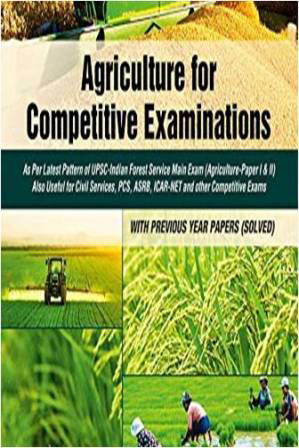 Agriculture for
Competitive Examinations
As Per Latest Pattern of UPSC-Indian Forest Service Main Exam (Agriculture-Paper I & II)
Also Useful for Civil Services, PCS, ASRB, ICAR-NET and other Competitive Exams
WITH PREVIOUS YEAR PAPERS (SOLVED)